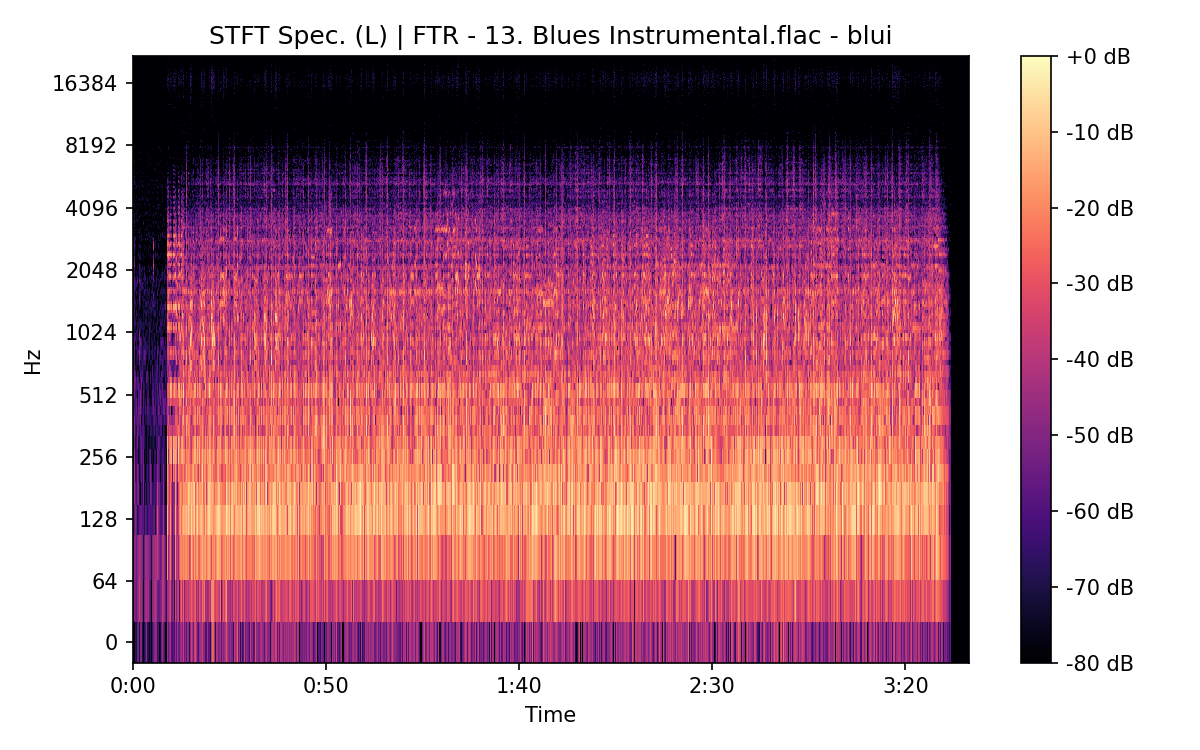 STFT Spec. (L) | FTR - 13. Blues Instrumental.flac - blui
Hz
16384
8192
4096
2048
1024
512
256
128
64
0
0:00 0:50 1:40 2:30 3:20
Time
+0 dB
-10 dB
-20 dB
-30 dB
-40 dB
-50 dB
-60 dB
-70 dB
-80 dB